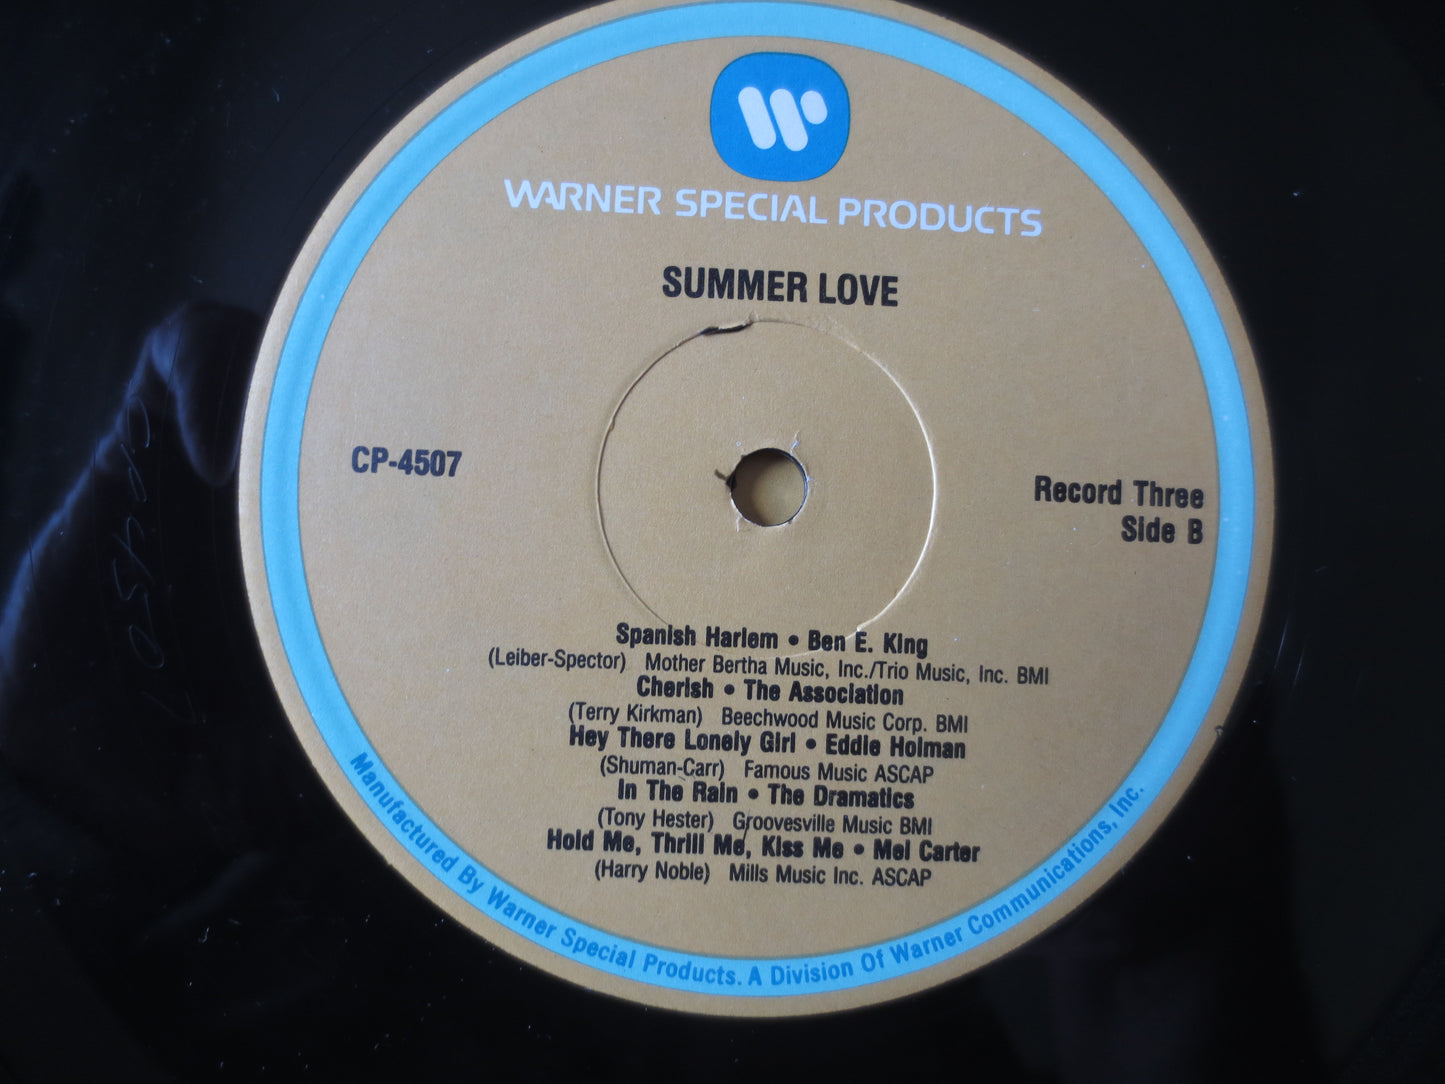 WARNER SPECIAL PRODUCTS
SUMMER LOVE
CP-4507
Record Three
Side B
Spanish Harlem • Ben E. King
(Leiber-Spector) Mother Bertha Music, Inc./Trio Music, Inc. BMI
Cherish • The Association
(Terry Kirkman) Beechwood Music Corp. BMI
Hey There Lonely Girl • Eddie Holman
(Shuman-Carr) Famous Music ASCAP
In The Rain • The Dramatics
(Tony Hester) Groovesville Music BMI
Hold Me, Thrill Me, Kiss Me • Mel Carter
(Harry Noble) Mills Music Inc. ASCAP
Manufactured By Warner Special Products. A Division Of Warner Communications, Inc.